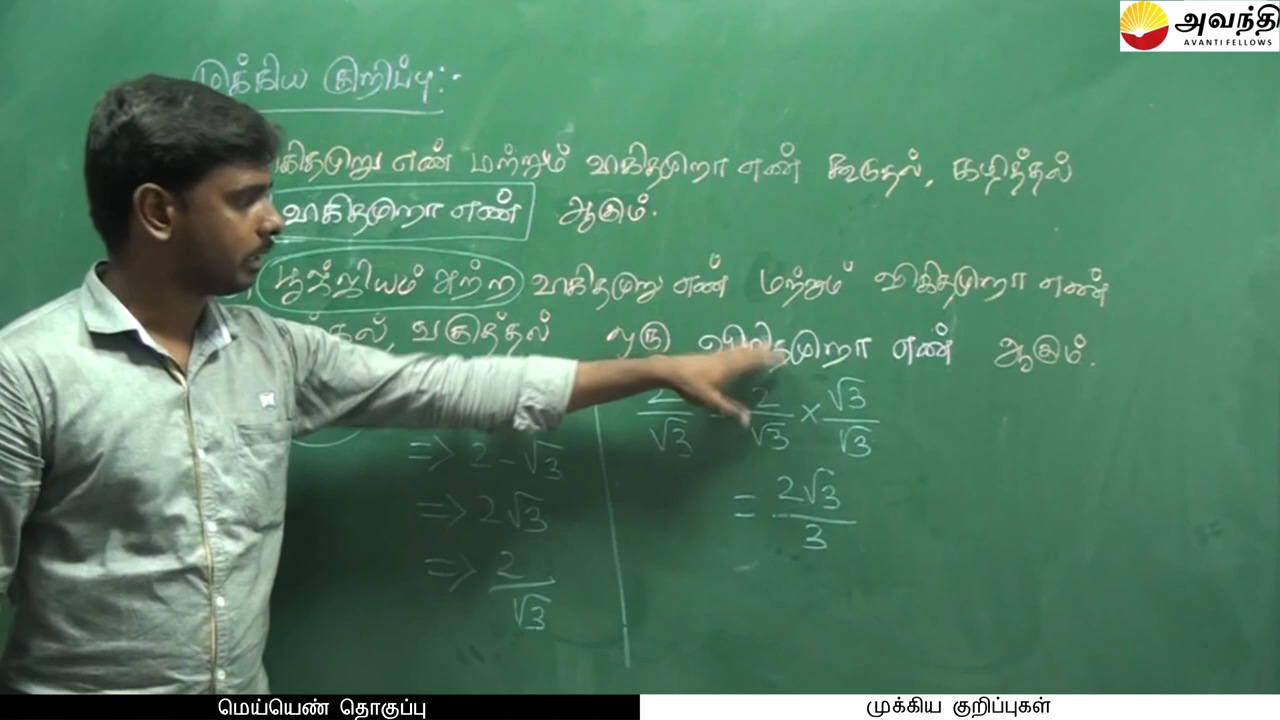 அவந்தி
AVANTI FELLOWS
முக்கிய குறிப்பு:-
கிதமுறு எண் மற்றும் விகிதமுறா எண் கூடுதல், கழித்தல்
விகிதமுறா எண் ஆகும்.
பூஜ்ஜியம் அற்ற விகிதமுறு எண் மற்றும் விகிதமுறா எண்
வகுத்தல் ஒரு விகிதமுறா எண் ஆகும்.
2/√3 2/√3 × √3/√3
=> 2-√3
=> 2√3
= 2√3/3
=> 2/√3
மெய்யெண் தொகுப்பு
முக்கிய குறிப்புகள்